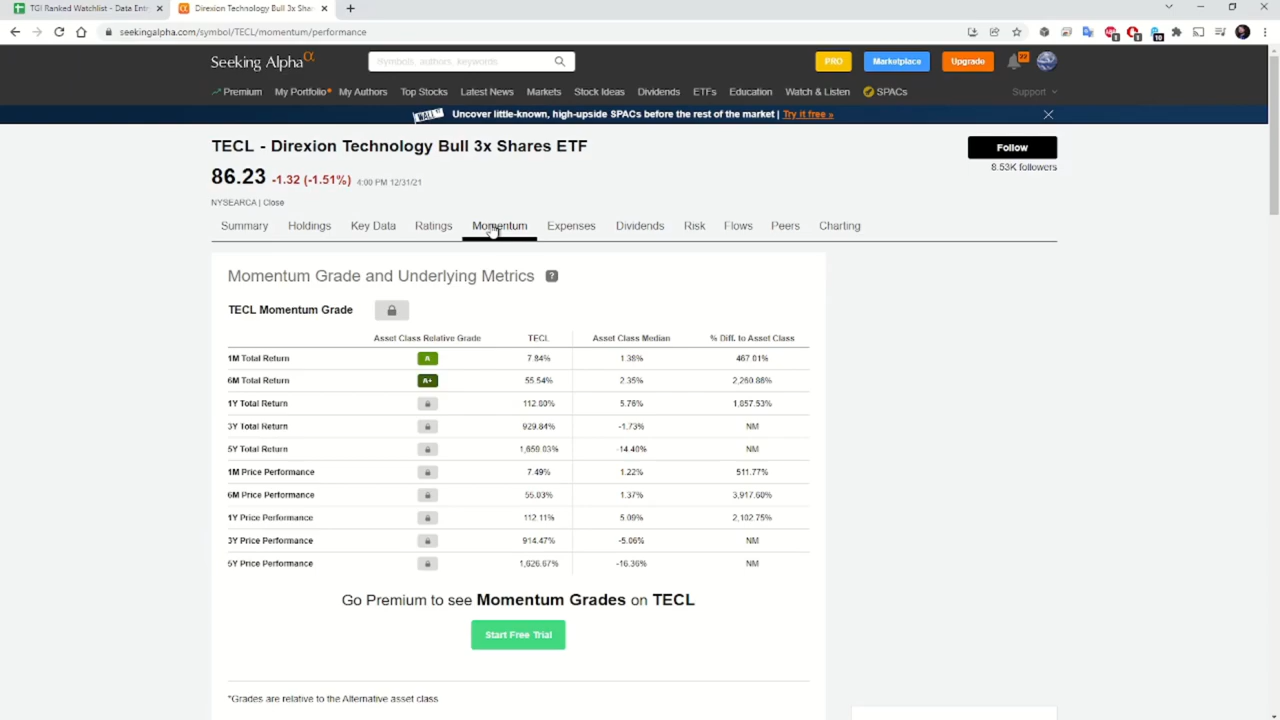 TGI Ranked Watchlist - Data Entry
Direxion Technology Bull 3x Shar
seekingalpha.com/symbol/TECL/momentum/performance
Seeking Alpha α
Symbols, authors, keywords
PRO
Marketplace
Upgrade
Premium My Portfolio My Authors Top Stocks Latest News Markets Stock Ideas Dividends ETFs Education Watch & Listen SPACs Support
WALL ST Uncover little-known, high-upside SPACs before the rest of the market | Try it free »
TECL - Direxion Technology Bull 3x Shares ETF
Follow
86.23 -1.32 (-1.51%) 4:00 PM 12/31/21
8.53K followers
NYSEARCA | Close
Summary Holdings Key Data Ratings Momentum Expenses Dividends Risk Flows Peers Charting
Momentum Grade and Underlying Metrics ?
TECL Momentum Grade
Asset Class Relative Grade TECL Asset Class Median % Diff. to Asset Class
1M Total Return A 7.84% 1.38% 467.01%
6M Total Return A+ 55.54% 2.35% 2,260.86%
1Y Total Return 112.80% 5.76% 1,857.53%
3Y Total Return 929.84% -1.73% NM
5Y Total Return 1,659.03% -14.40% NM
1M Price Performance 7.49% 1.22% 511.77%
6M Price Performance 55.03% 1.37% 3,917.60%
1Y Price Performance 112.11% 5.09% 2,102.75%
3Y Price Performance 914.47% -5.06% NM
5Y Price Performance 1,626.67% -16.36% NM
Go Premium to see Momentum Grades on TECL
Start Free Trial
*Grades are relative to the Alternative asset class